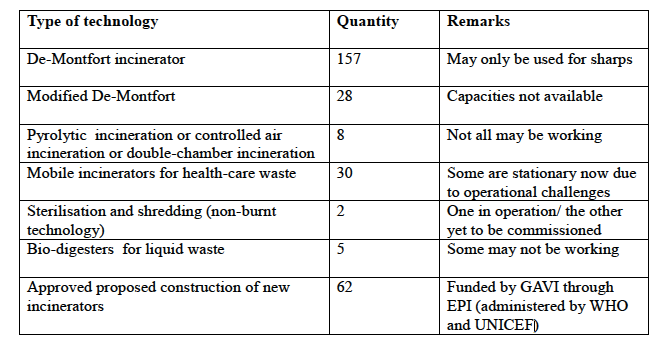 Type of technology Quantity Remarks
De-Montfort incinerator 157 May only be used for sharps
Modified De-Montfort 28 Capacities not available
Pyrolytic incineration or controlled air 8 Not all may be working
incineration or double-chamber incineration
Mobile incinerators for health-care waste 30 Some are stationary now due
to operational challenges
Sterilisation and shredding (non-burnt 2 One in operation/ the other
technology) yet to be commissioned
Bio-digesters for liquid waste 5 Some may not be working
Approved proposed construction of new 62 Funded by GAVI through
incinerators EPI (administered by WHO
and UNICEF)